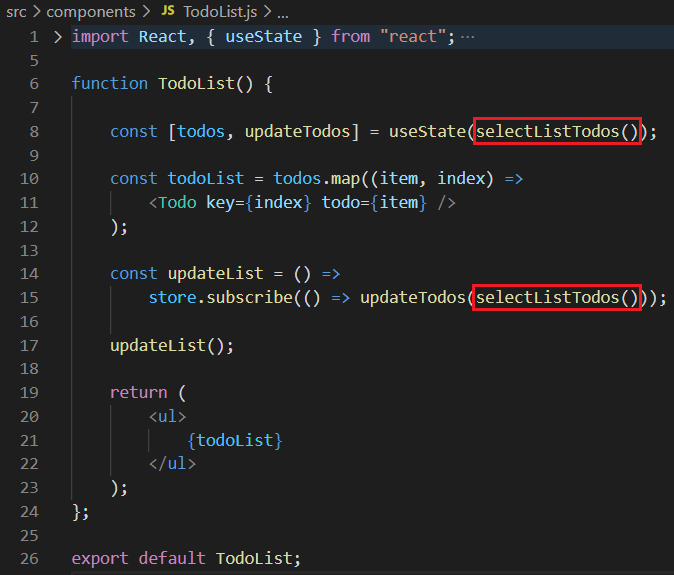 src > components > JS TodoList.js > ...
1 > import React, { useState } from "react"; ...
5
6 function TodoList() {
7
8     const [todos, updateTodos] = useState(selectListTodos());
9
10     const todoList = todos.map((item, index) =>
11         <Todo key={index} todo={item} />
12     );
13
14     const updateList = () =>
15         store.subscribe(() => updateTodos(selectListTodos()));
16
17     updateList();
18
19     return (
20         <ul>
21             {todoList}
22         </ul>
23     );
24 };
25
26 export default TodoList;